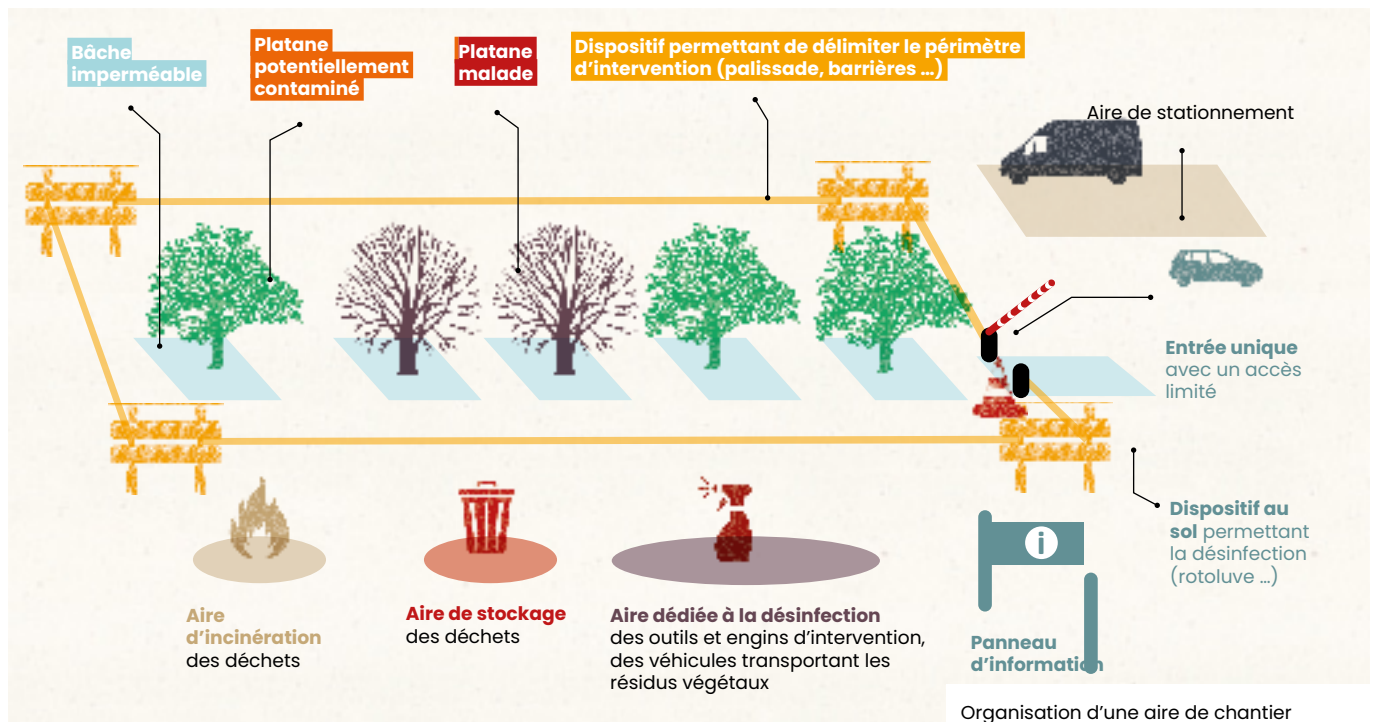 Bâche
imperméable
Platane
potentiellement
contaminé
Platane
malade
Dispositif permettant de délimiter le périmètre
d’intervention (palissade, barrières ...)
Aire de stationnement
Entrée unique
avec un accès
limité
Dispositif au
sol permettant
la désinfection
(rotoluve ...)
i
Aire
d’incinération
des déchets
Aire de stockage
des déchets
Aire dédiée à la désinfection
des outils et engins d’intervention,
des véhicules transportant les
résidus végétaux
Panneau
d’information
Organisation d’une aire de chantier